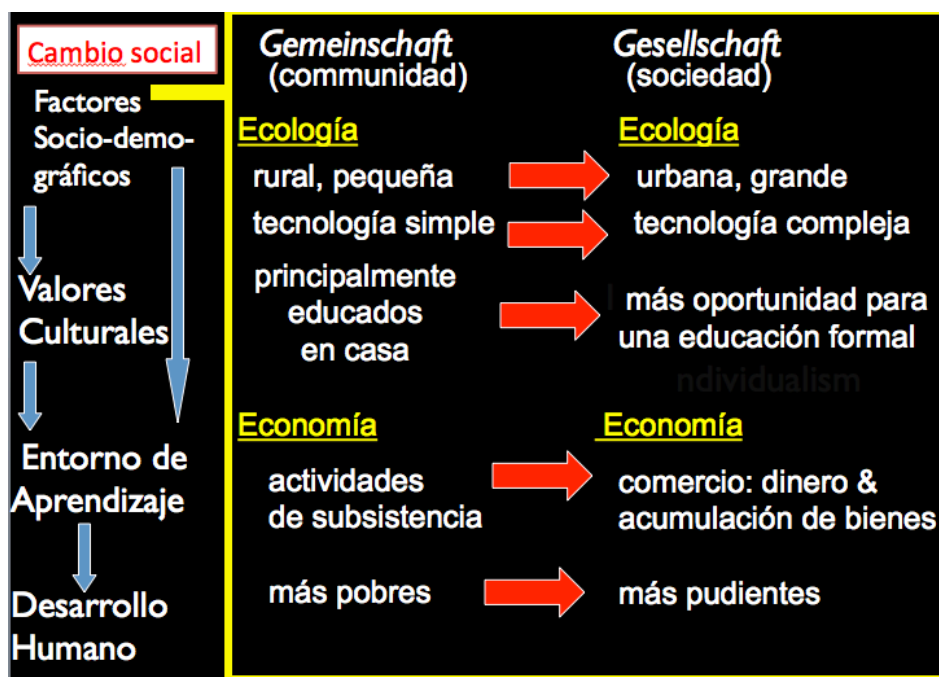 Cambio social
Factores
Socio-demo-
gráficos
Valores
Culturales
Entorno de
Aprendizaje
Desarrollo
Humano
Gemeinschaft
(communidad)
Gesellschaft
(sociedad)
Ecología
Ecología
rural, pequeña
urbana, grande
tecnología simple
tecnología compleja
principalmente
educados
en casa
más oportunidad para
una educación formal
ndividualism
Economía
Economía
actividades
de subsistencia
comercio: dinero &
acumulación de bienes
más pobres
más pudientes